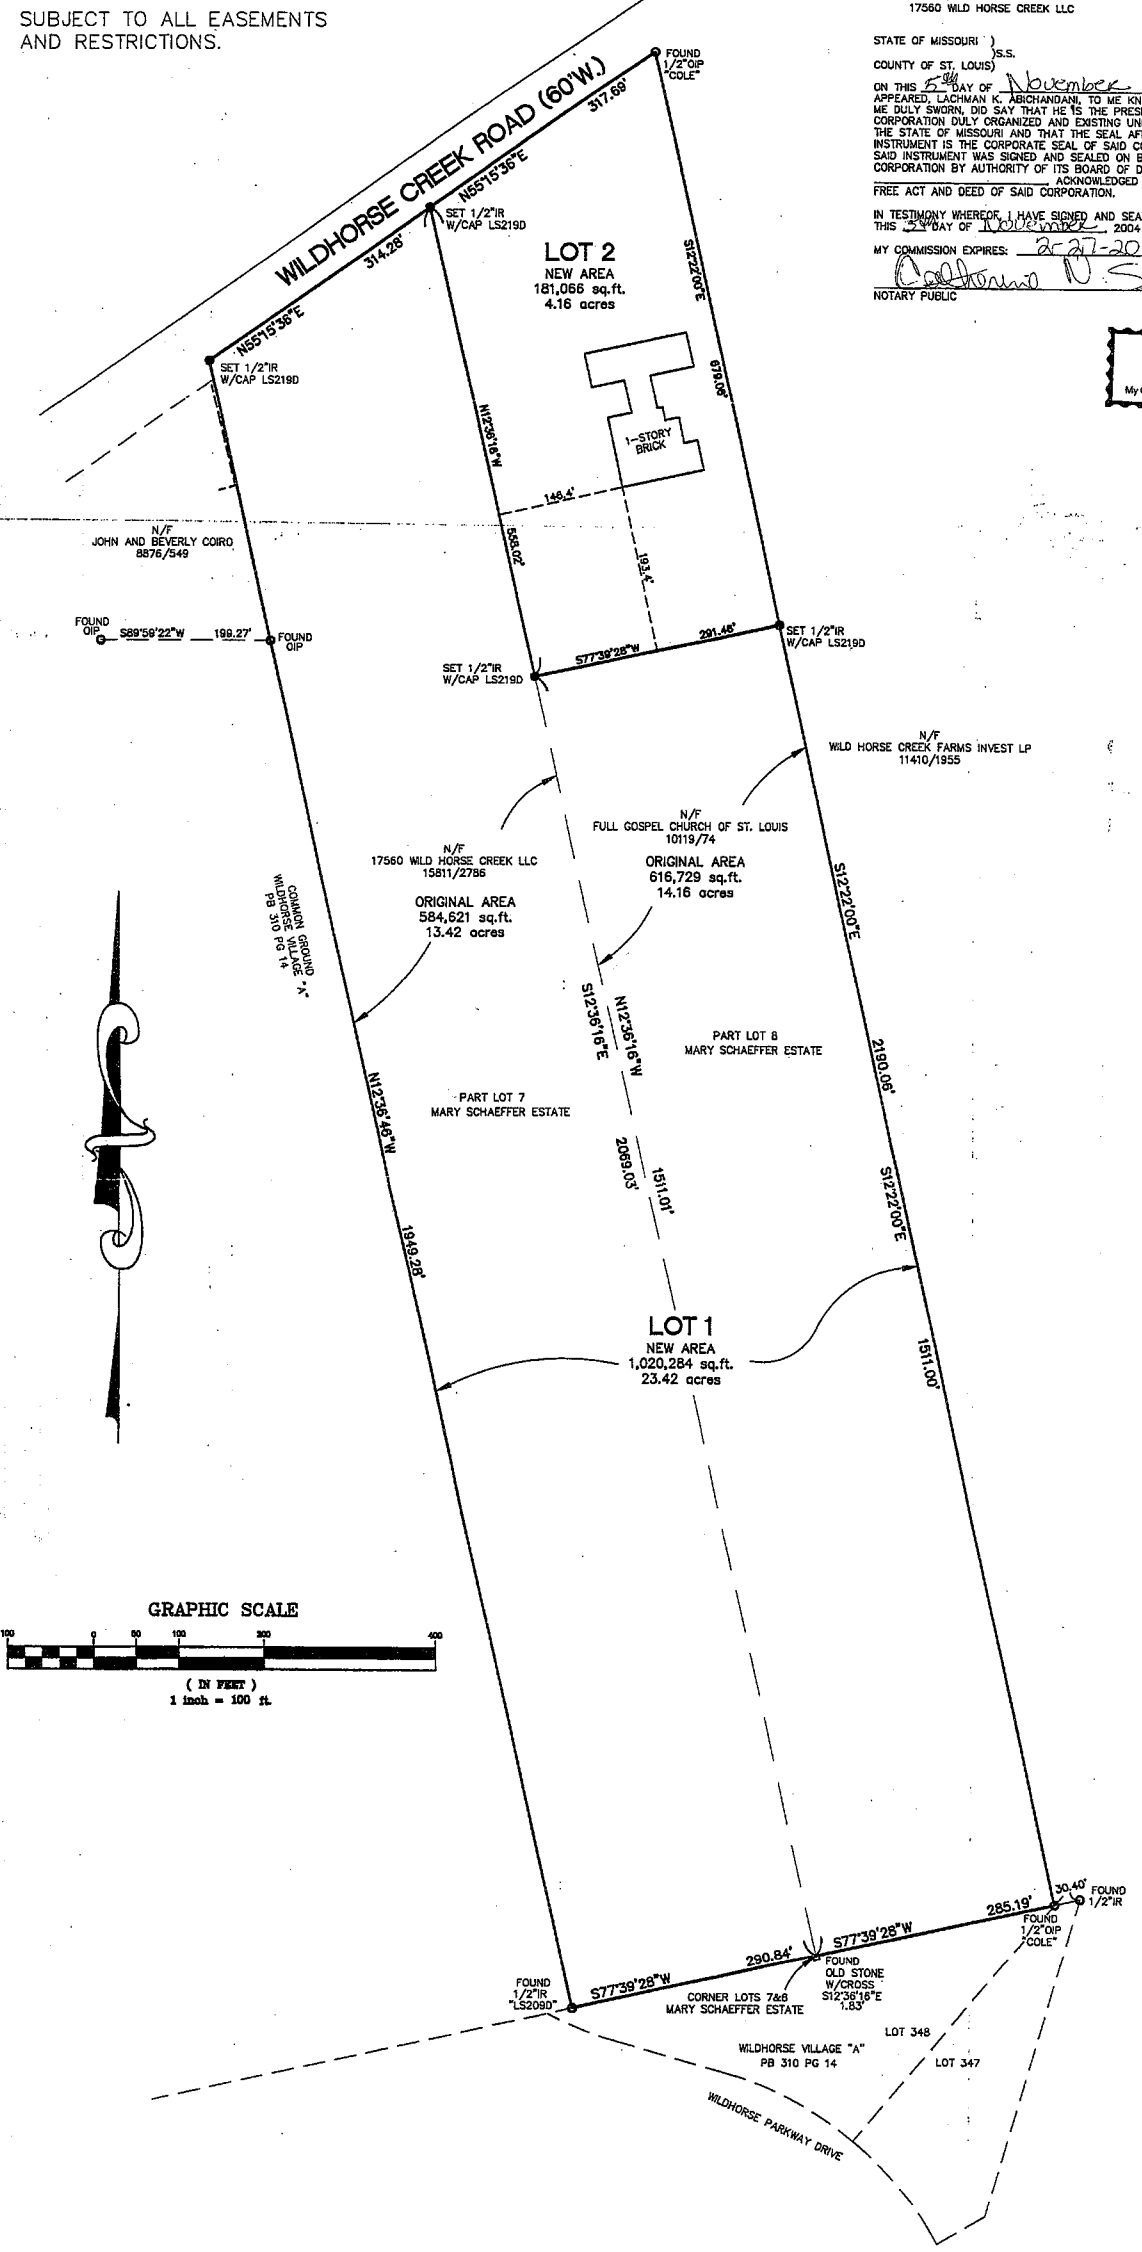 SUBJECT TO ALL EASEMENTS
AND RESTRICTIONS.
17560 WILD HORSE CREEK LLC
STATE OF MISSOURI )
)S.S.
COUNTY OF ST. LOUIS)
ON THIS 5th DAY OF November
APPEARED, LACHMAN K. ABICHANDANI, TO ME KN
ME DULY SWORN, DID SAY THAT HE IS THE PRESI
CORPORATION DULY ORGANIZED AND EXISTING UN
THE STATE OF MISSOURI AND THAT THE SEAL AF
INSTRUMENT IS THE CORPORATE SEAL OF SAID C
SAID INSTRUMENT WAS SIGNED AND SEALED ON B
CORPORATION BY AUTHORITY OF ITS BOARD OF D
ACKNOWLEDGED
FREE ACT AND DEED OF SAID CORPORATION.
IN TESTIMONY WHEREOF, I HAVE SIGNED AND SEA
THIS 5th DAY OF November, 2004
MY COMMISSION EXPIRES: 2-27-20
Catherine N. S
NOTARY PUBLIC
My
FOUND
1/2"OIP
"COLE"
WILDHORSE CREEK ROAD (60'W.)
317.69'
N55°15'36"E
SET 1/2"IR
W/CAP LS219D
314.28'
N55°15'36"E
SET 1/2"IR
W/CAP LS219D
LOT 2
NEW AREA
181,066 sq.ft.
4.16 acres
S12°22'00"E
679.06'
N12°36'16"W
558.02'
1-STORY
BRICK
146.4'
193.4'
N/F
JOHN AND BEVERLY COIRO
8876/549
FOUND
OIP
S89°59'22"W 199.27'
FOUND
OIP
SET 1/2"IR
W/CAP LS219D
S77°39'28"W 291.46'
SET 1/2"IR
W/CAP LS219D
N/F
WILD HORSE CREEK FARMS INVEST LP
11410/1955
N/F
FULL GOSPEL CHURCH OF ST. LOUIS
10119/74
ORIGINAL AREA
616,729 sq.ft.
14.16 acres
N/F
17560 WILD HORSE CREEK LLC
15811/2786
ORIGINAL AREA
584,621 sq.ft.
13.42 acres
COMMON GROUND
WILDHORSE VILLAGE "A"
PB 310 PG 14
S12°22'00"E
2190.06'
S12°22'00"E
1511.00'
N12°36'16"W
S12°36'16"E
PART LOT 8
MARY SCHAEFFER ESTATE
PART LOT 7
MARY SCHAEFFER ESTATE
N12°36'46"W
1949.28'
2069.03'
1511.01'
LOT 1
NEW AREA
1,020,284 sq.ft.
23.42 acres
GRAPHIC SCALE
100 0 50 100 200 400
( IN FEET )
1 inch = 100 ft.
30.40'
FOUND
1/2"IR
285.19'
FOUND
1/2"OIP
"COLE"
S77°39'28"W
290.84'
FOUND
OLD STONE
W/CROSS
S12°36'16"E
1.83'
S77°39'28"W
FOUND
1/2"IR
"LS209D"
CORNER LOTS 7&8
MARY SCHAEFFER ESTATE
LOT 348
LOT 347
WILDHORSE VILLAGE "A"
PB 310 PG 14
WILDHORSE PARKWAY DRIVE